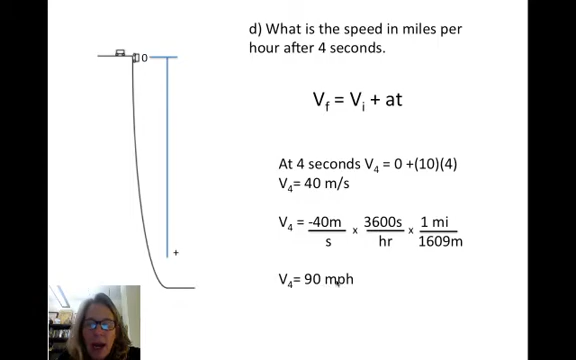 d) What is the speed in miles per
hour after 4 seconds.
0
Vf = Vi + at
At 4 seconds V4 = 0 +(10)(4)
V4= 40 m/s
V4 = -40m x 3600s x 1 mi
s hr 1609m
+
V4= 90 mph